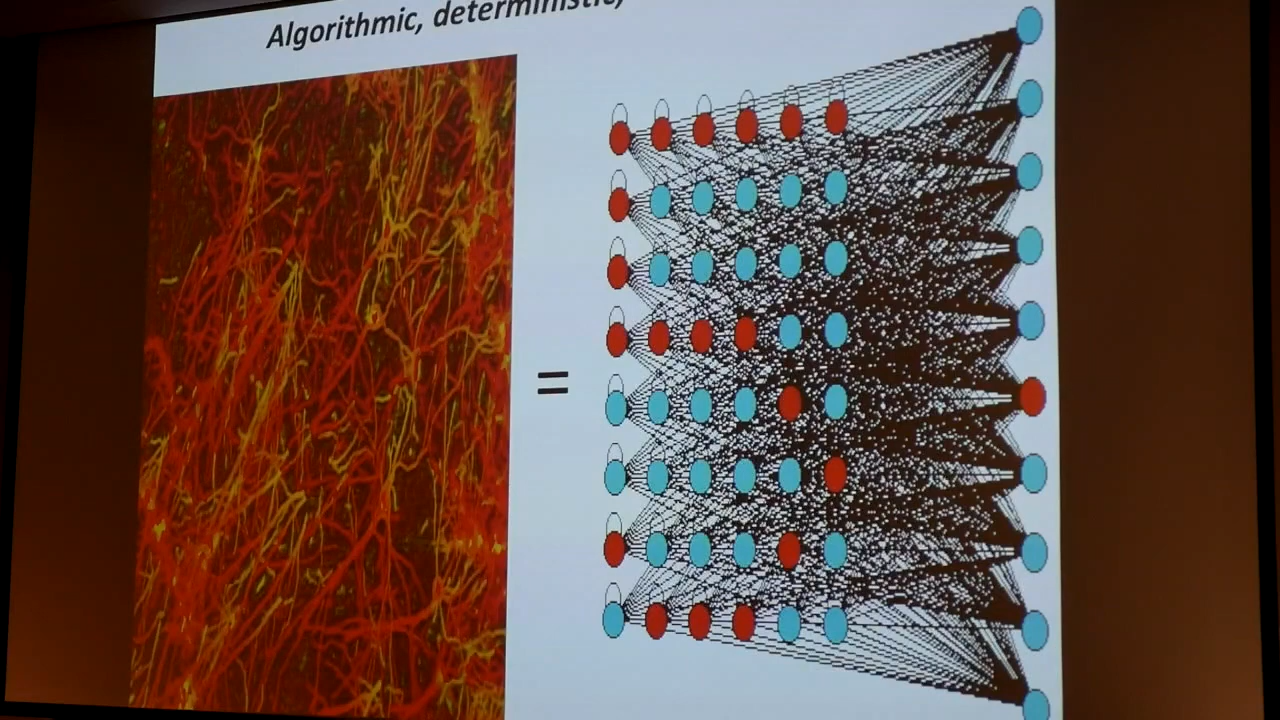 Algorithmic, deterministic,
=